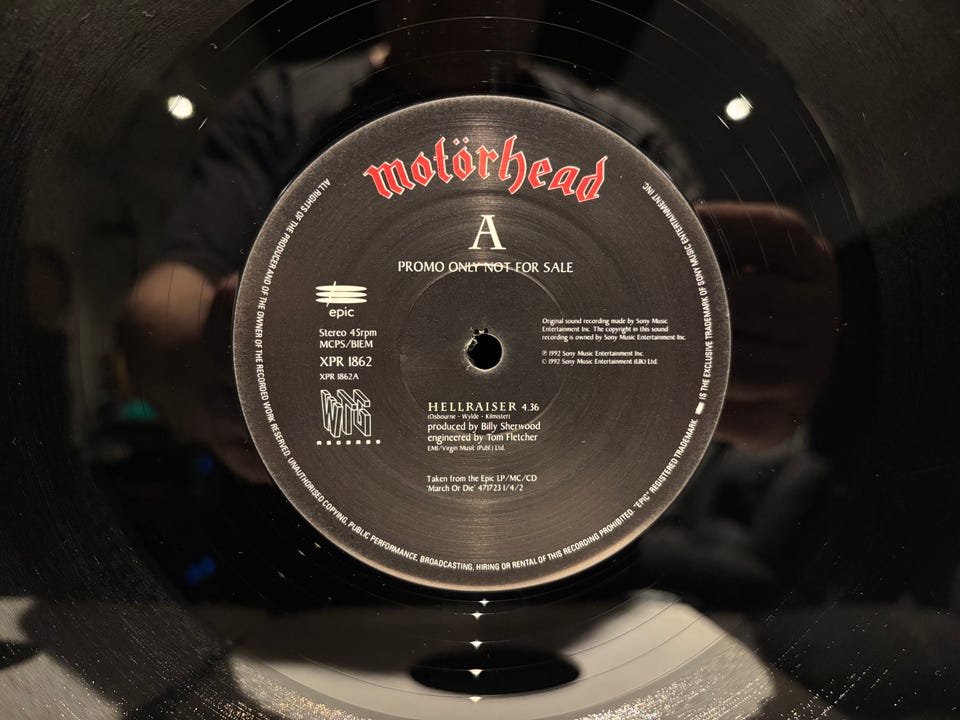 motörhead
A
PROMO ONLY NOT FOR SALE
epic
Stereo 45rpm
MCPS/BIEM
XPR 1862
XPR 1862A
WTG
RECORDS
Original sound recording made by Sony Music
Entertainment Inc. The copyright in this sound
recording is owned by Sony Music Entertainment Inc.
℗ 1992 Sony Music Entertainment Inc.
© 1992 Sony Music Entertainment (UK) Ltd.
HELLRAISER 4.36
(Osbourne - Wylde - Kilmister)
produced by Billy Sherwood
engineered by Tom Fletcher
EMI/Virgin Music (Publ.) Ltd.
Taken from the Epic LP/MC/CD
'March Or Die' 471723 1/4/2
ALL RIGHTS OF THE PRODUCER AND OF THE OWNER OF THE RECORDED WORK RESERVED. UNAUTHORISED COPYING, PUBLIC PERFORMANCE, BROADCASTING, HIRING OR RENTAL OF THIS RECORDING PROHIBITED. "EPIC" REGISTERED TRADEMARK. IS THE EXCLUSIVE TRADEMARK OF SONY MUSIC ENTERTAINMENT INC.